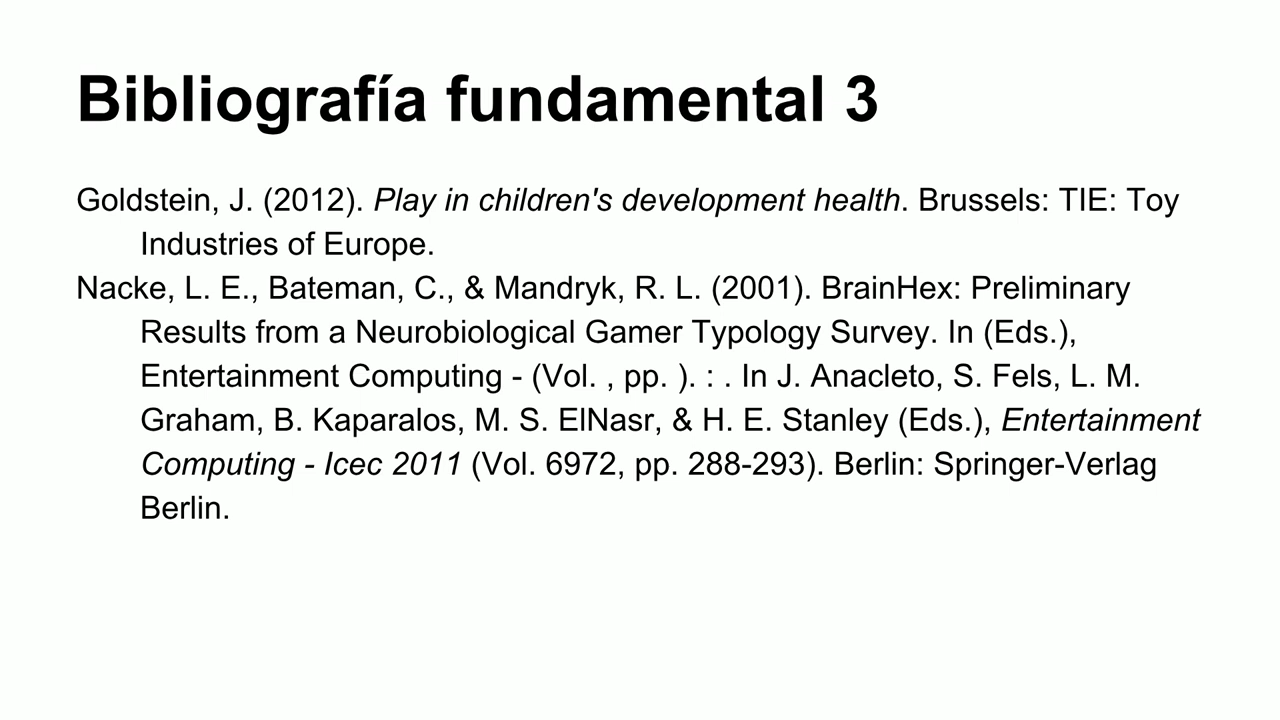 Bibliografía fundamental 3
Goldstein, J. (2012). Play in children's development health. Brussels: TIE: Toy
Industries of Europe.
Nacke, L. E., Bateman, C., & Mandryk, R. L. (2001). BrainHex: Preliminary
Results from a Neurobiological Gamer Typology Survey. In (Eds.),
Entertainment Computing - (Vol. , pp. ). : . In J. Anacleto, S. Fels, L. M.
Graham, B. Kaparalos, M. S. ElNasr, & H. E. Stanley (Eds.), Entertainment
Computing - Icec 2011 (Vol. 6972, pp. 288-293). Berlin: Springer-Verlag
Berlin.